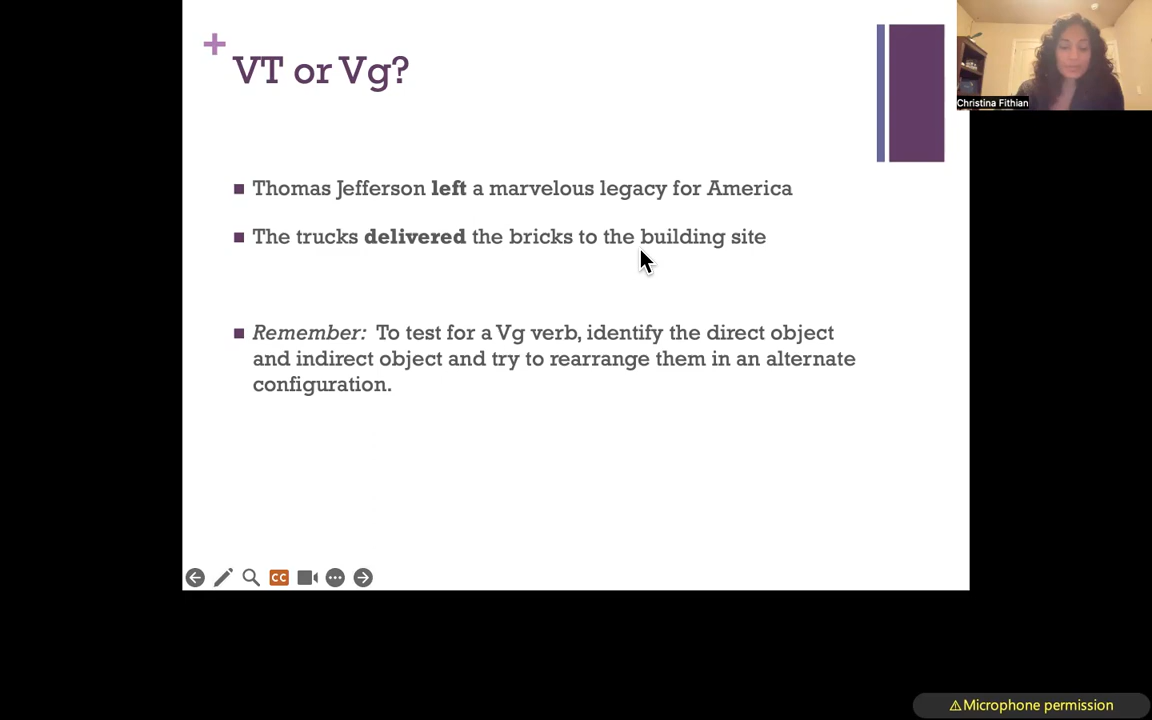 +
VT or Vg?
Christina Fithian
■ Thomas Jefferson left a marvelous legacy for America
■ The trucks delivered the bricks to the building site
■ Remember: To test for a Vg verb, identify the direct object
and indirect object and try to rearrange them in an alternate
configuration.
CC
⚠Microphone permission